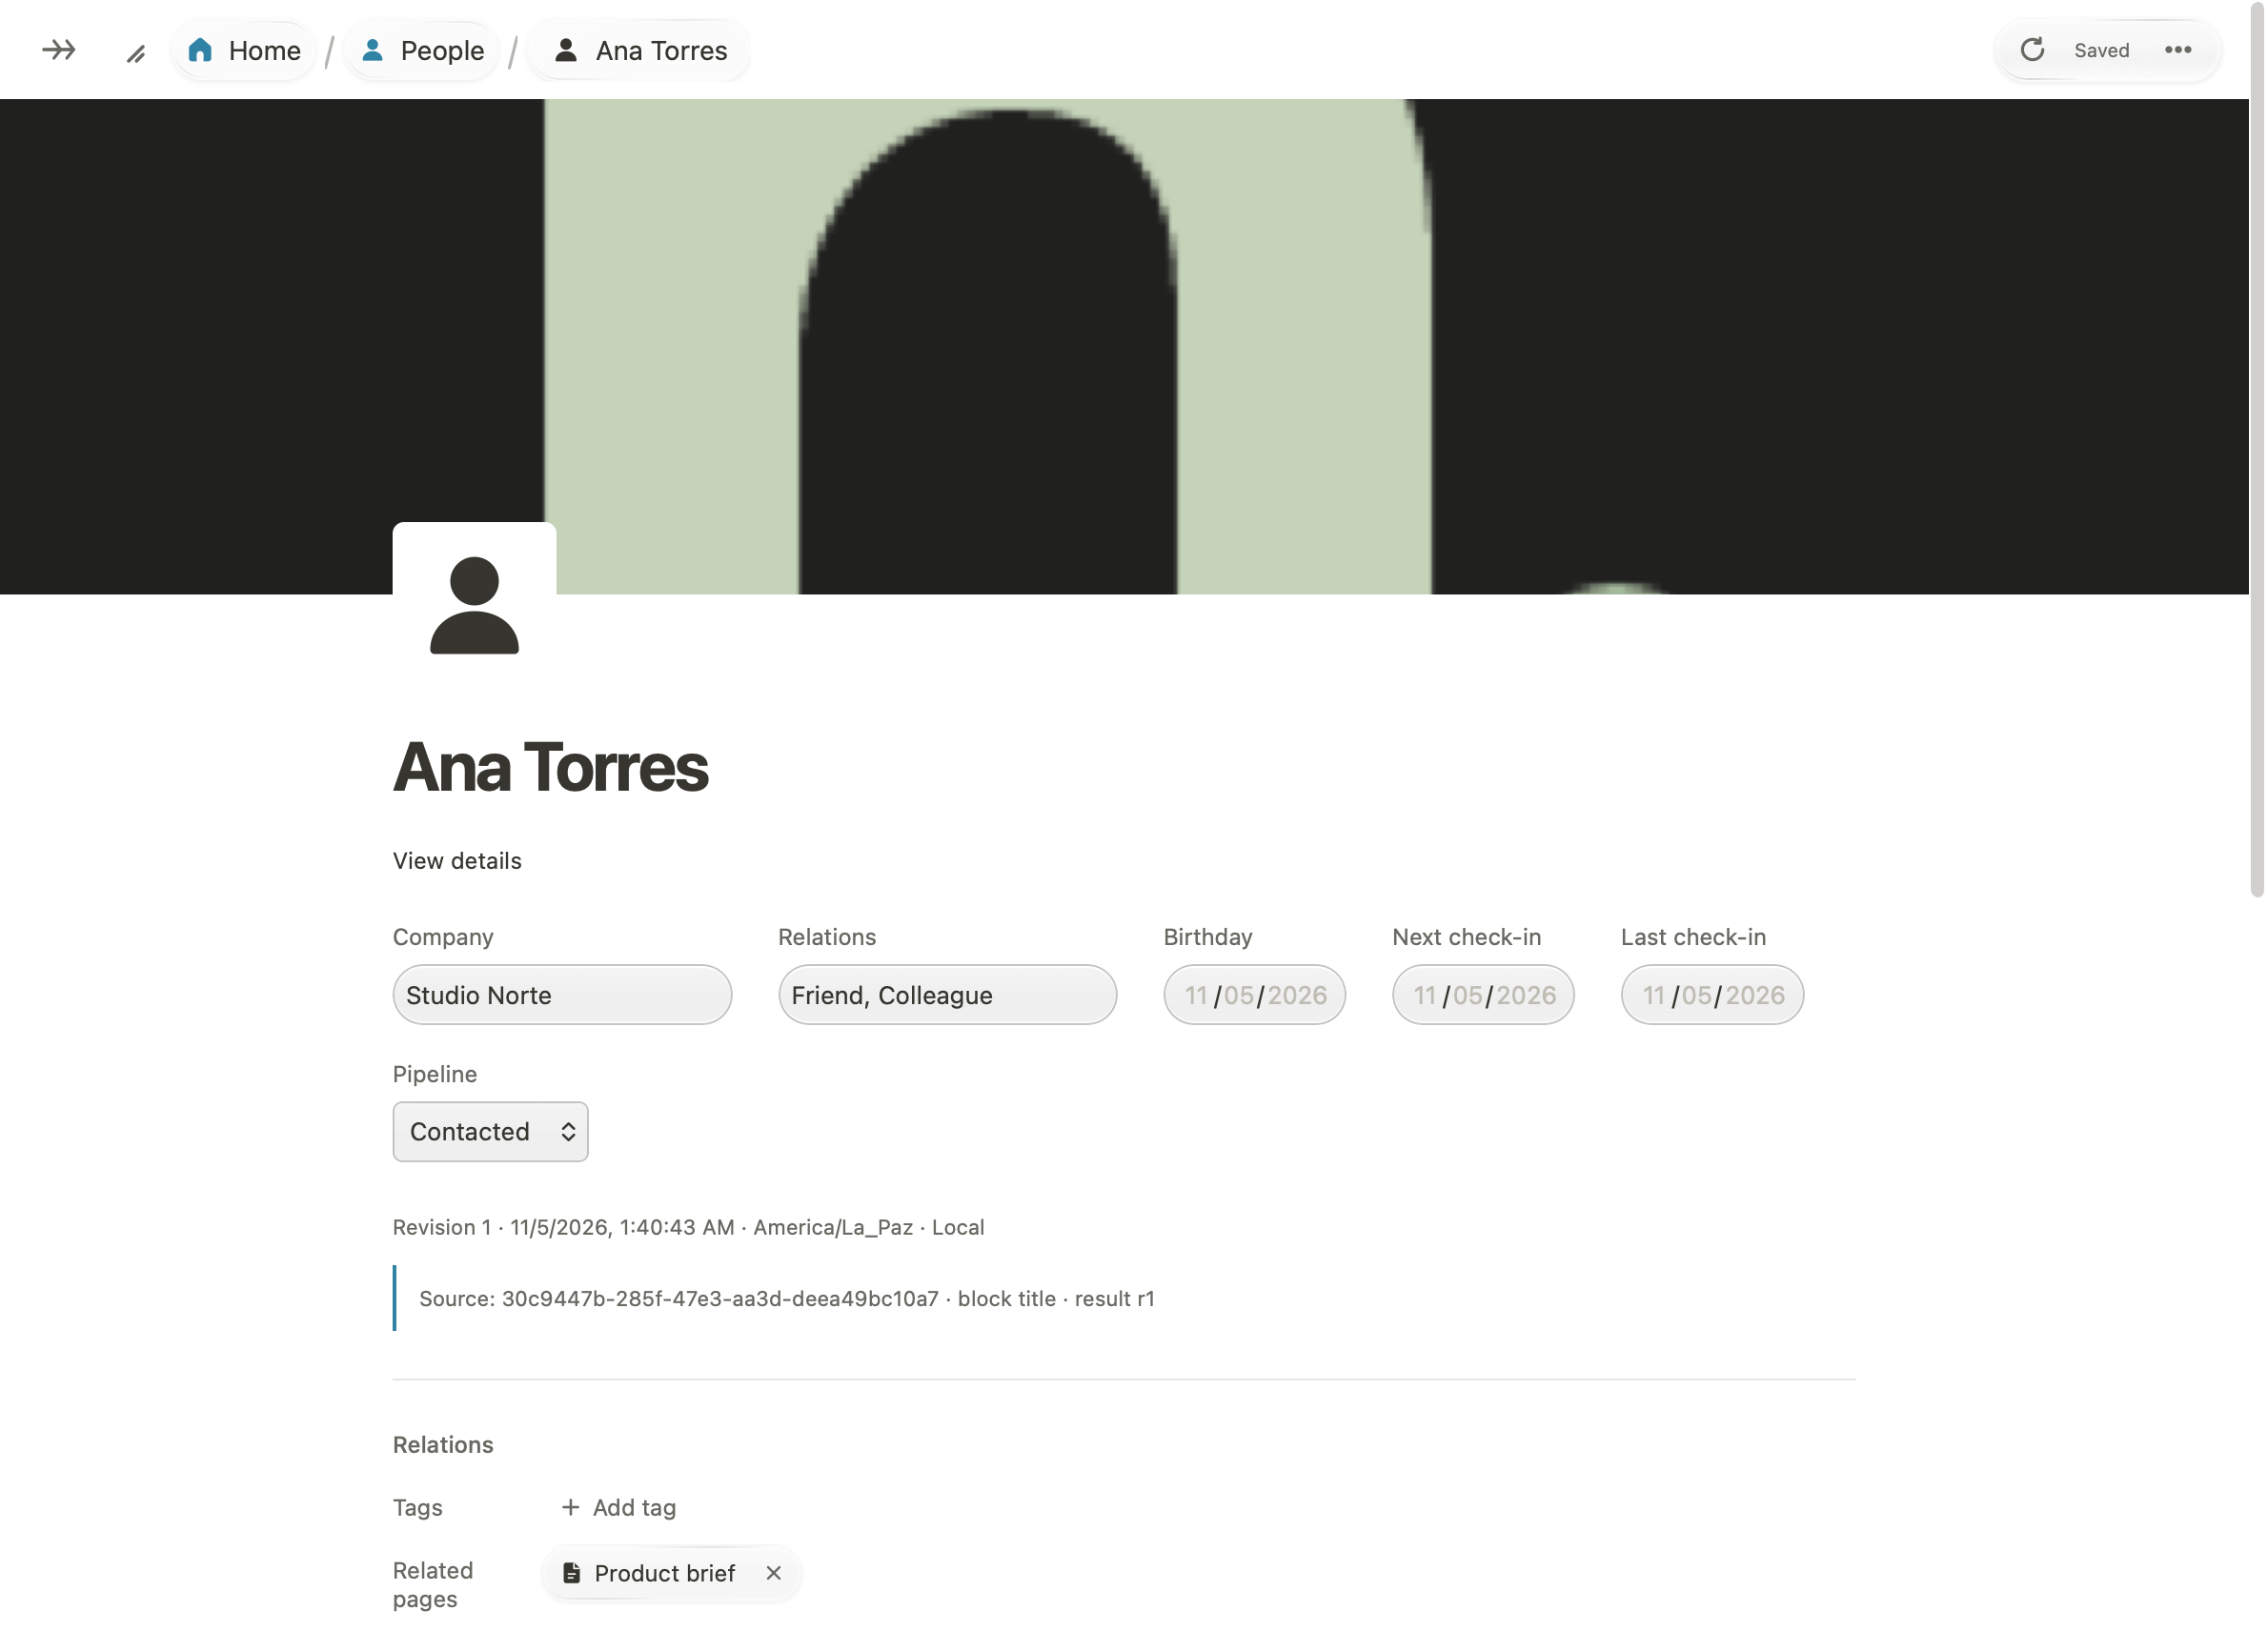 Home / People / Ana Torres
Saved
Ana Torres
View details
Company Relations Birthday Next check-in Last check-in
Studio Norte Friend, Colleague 11/05/2026 11/05/2026 11/05/2026
Pipeline
Contacted
Revision 1 · 11/5/2026, 1:40:43 AM · America/La_Paz · Local
Source: 30c9447b-285f-47e3-aa3d-deea49bc10a7 · block title · result r1
Relations
Tags + Add tag
Related pages
Product brief